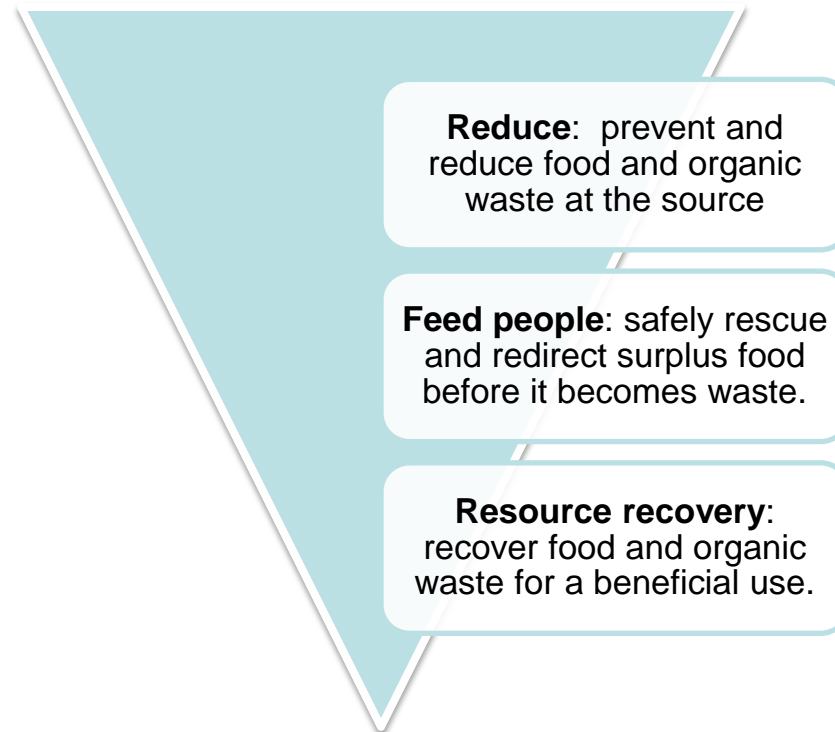 Reduce:  prevent and
reduce food and organic
waste at the source
Feed people: safely rescue
and redirect surplus food
before it becomes waste.
Resource recovery:
recover food and organic
waste for a beneficial use.